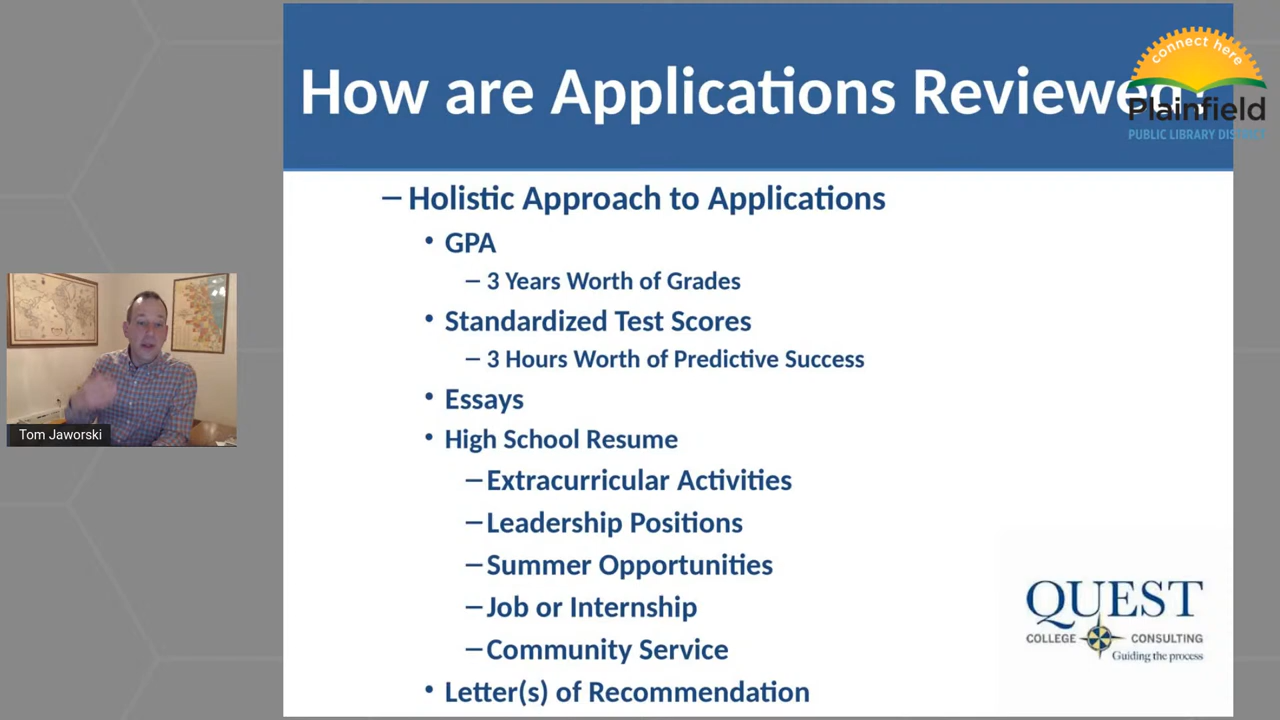 How are Applications Reviewed?
connect here
Plainfield
PUBLIC LIBRARY DISTRICT
– Holistic Approach to Applications
• GPA
– 3 Years Worth of Grades
• Standardized Test Scores
– 3 Hours Worth of Predictive Success
• Essays
• High School Resume
– Extracurricular Activities
– Leadership Positions
– Summer Opportunities
– Job or Internship
– Community Service
• Letter(s) of Recommendation
Tom Jaworski
QUEST
COLLEGE CONSULTING
Guiding the process